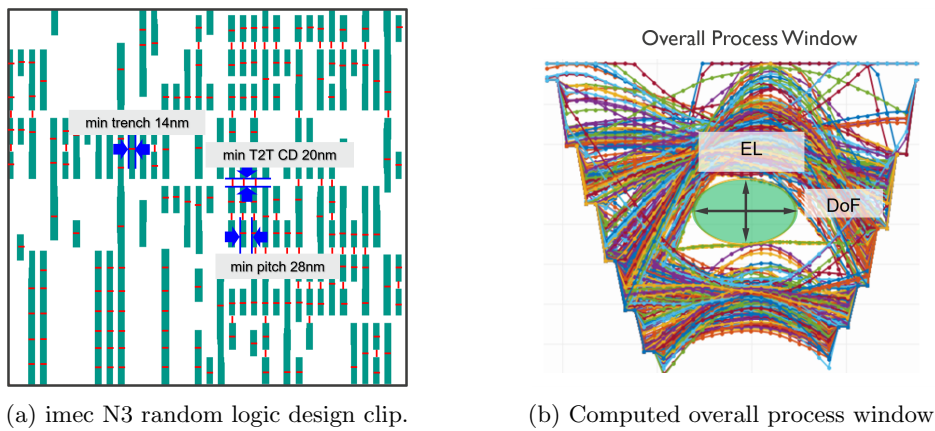 min trench 14nm
min T2T CD 20nm
min pitch 28nm
(a) imec N3 random logic design clip.
Overall Process Window
EL
DoF
(b) Computed overall process window